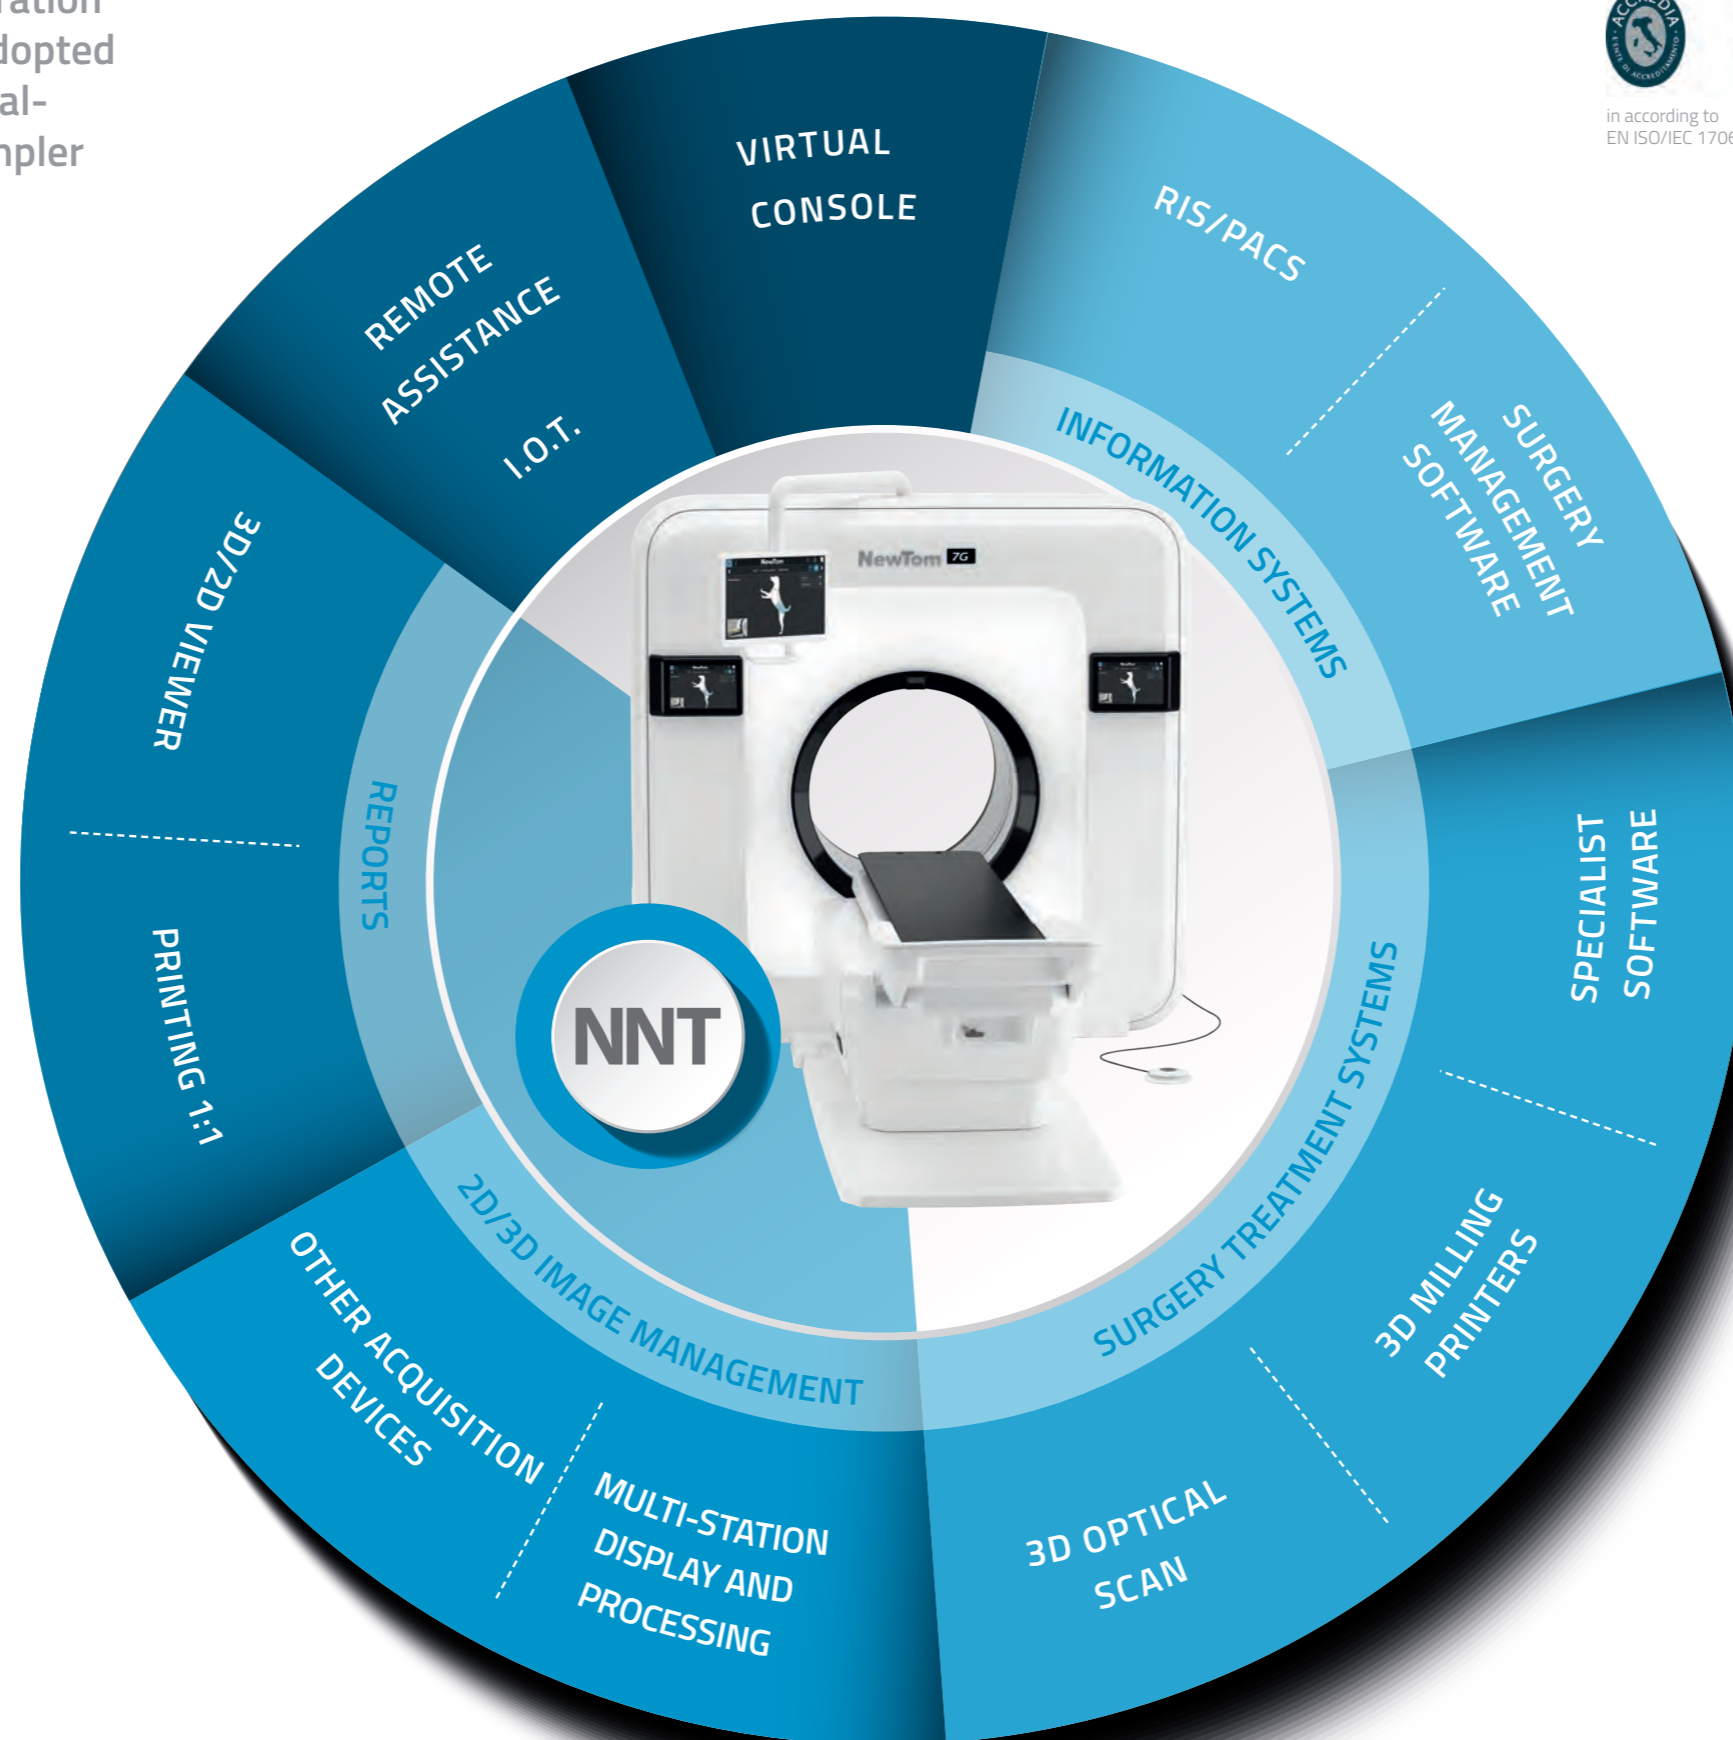 dopted
al-
mpler
ACCREDIA
in according to
EN ISO/IEC 1706
VIRTUAL
CONSOLE
RIS/PACS
SURGERY
MANAGEMENT
SOFTWARE
INFORMATION SYSTEMS
REMOTE
ASSISTANCE
I.O.T.
3D/2D VIEWER
PRINTING 1:1
REPORTS
NewTom 7G
NNT
SPECIALIST
SOFTWARE
3D MILLING
PRINTERS
3D OPTICAL
SCAN
SURGERY TREATMENT SYSTEMS
2D/3D IMAGE MANAGEMENT
OTHER ACQUISITION
DEVICES
MULTI-STATION
DISPLAY AND
PROCESSING